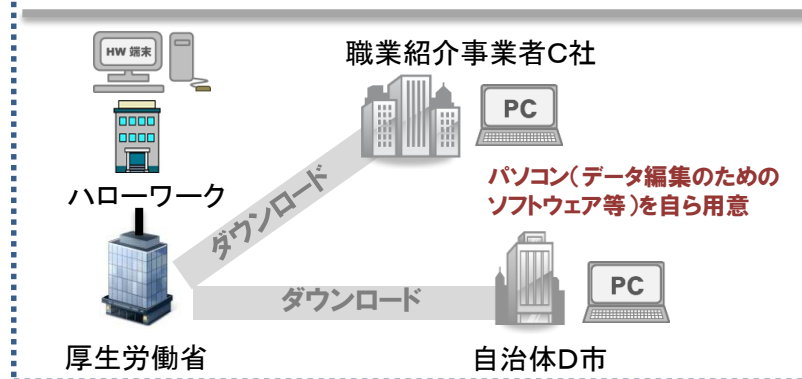 HW 端末
職業紹介事業者C社
PC
ハローワーク
ダウンロード
パソコン(データ編集のための
ソフトウェア等)を自ら用意
ダウンロード
PC
厚生労働省
自治体D市